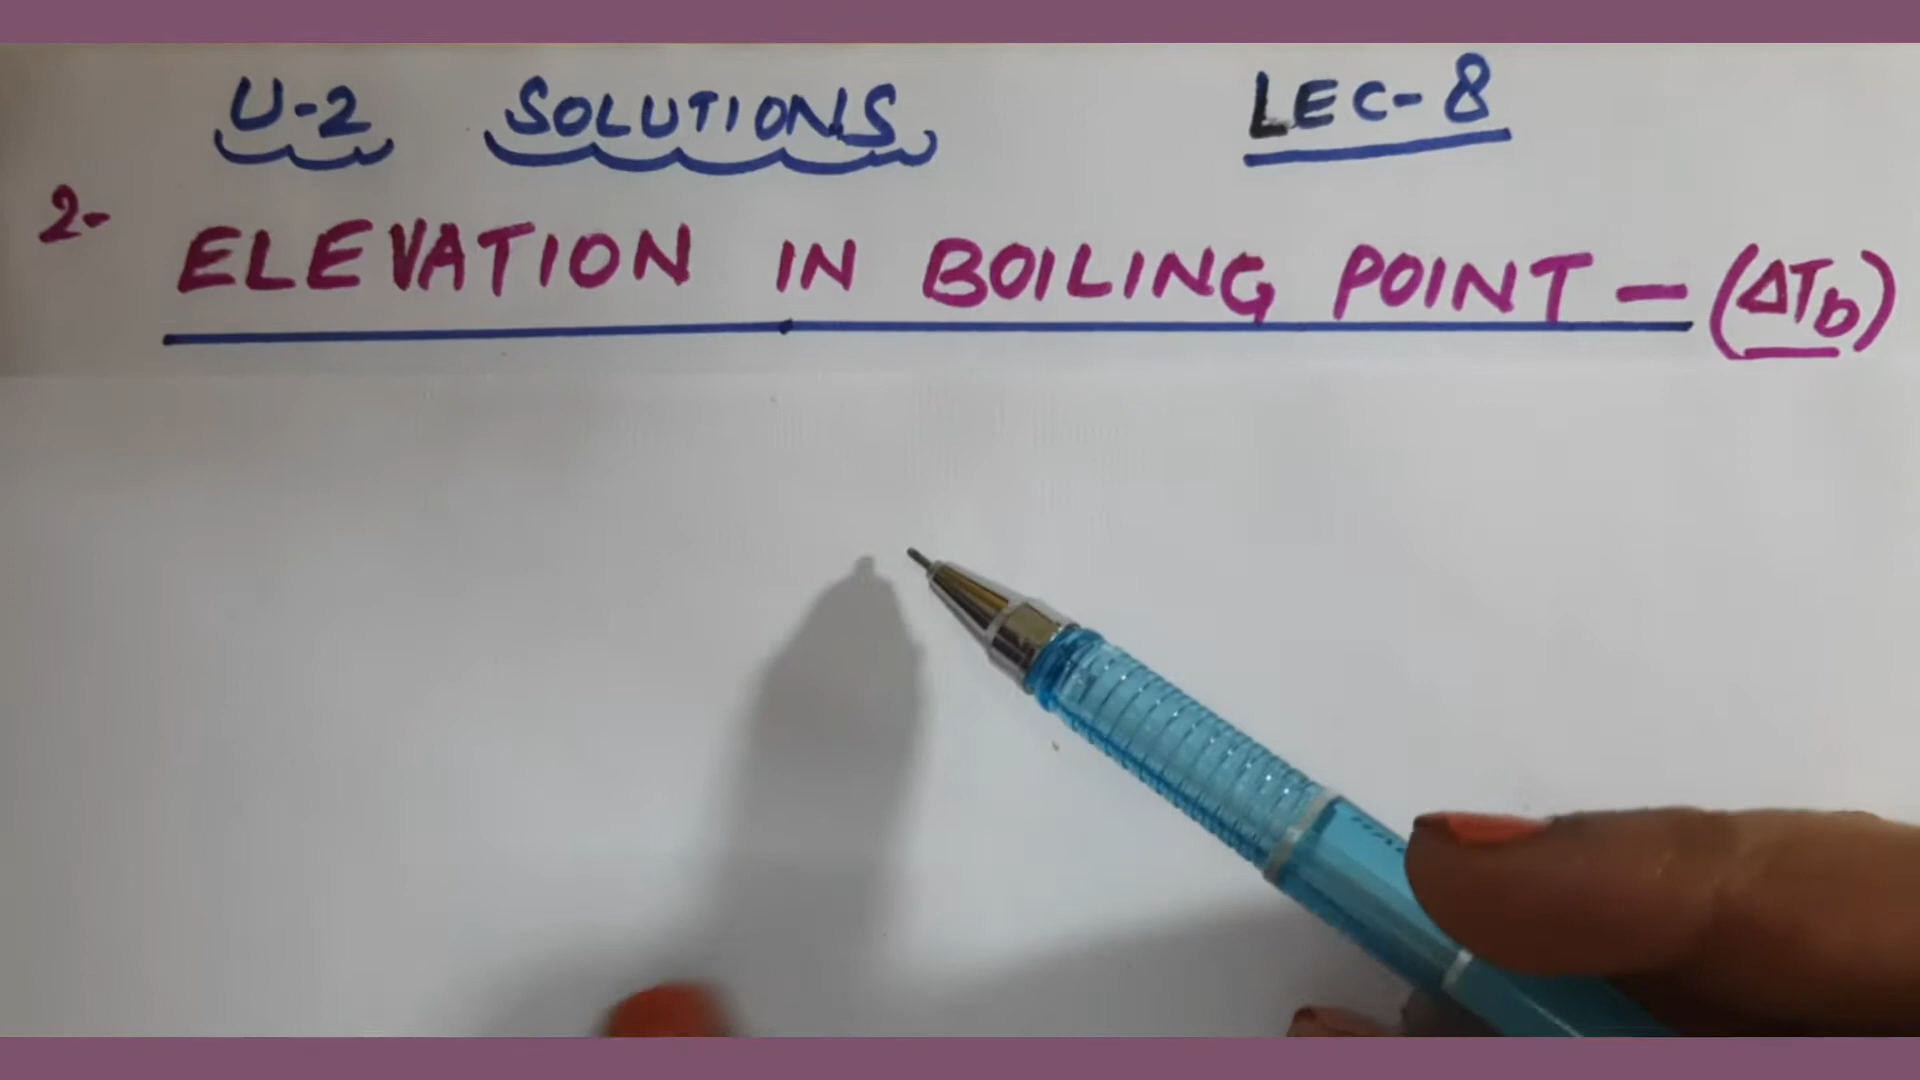 U-2 SOLUTIONS LEC-8
2- ELEVATION IN BOILING POINT - (ΔTb)